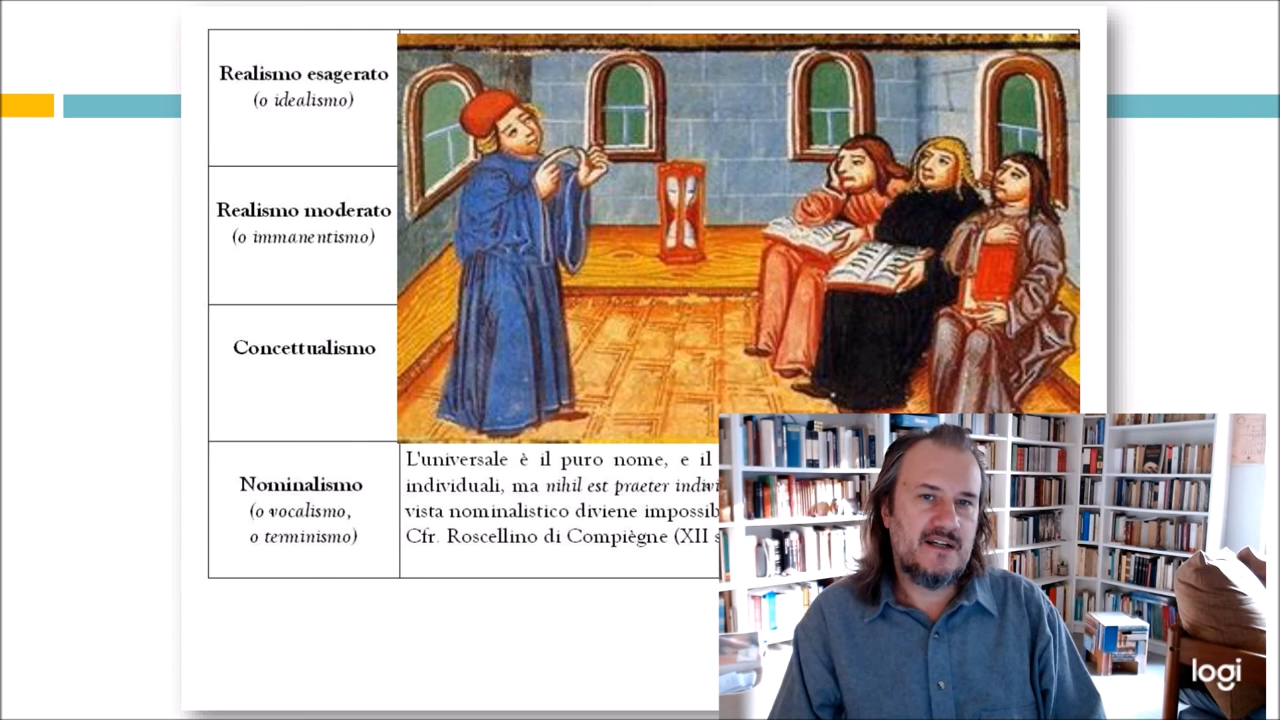 Realismo esagerato
(o idealismo)
Realismo moderato
(o immanentismo)
Concettualismo
Nominalismo
(o vocalismo,
o terminismo)
L'universale è il puro nome, e il
individuali, ma nihil est praeter
vista nominalistico diviene
Cfr. Roscellino di Compiègne (XII
logi